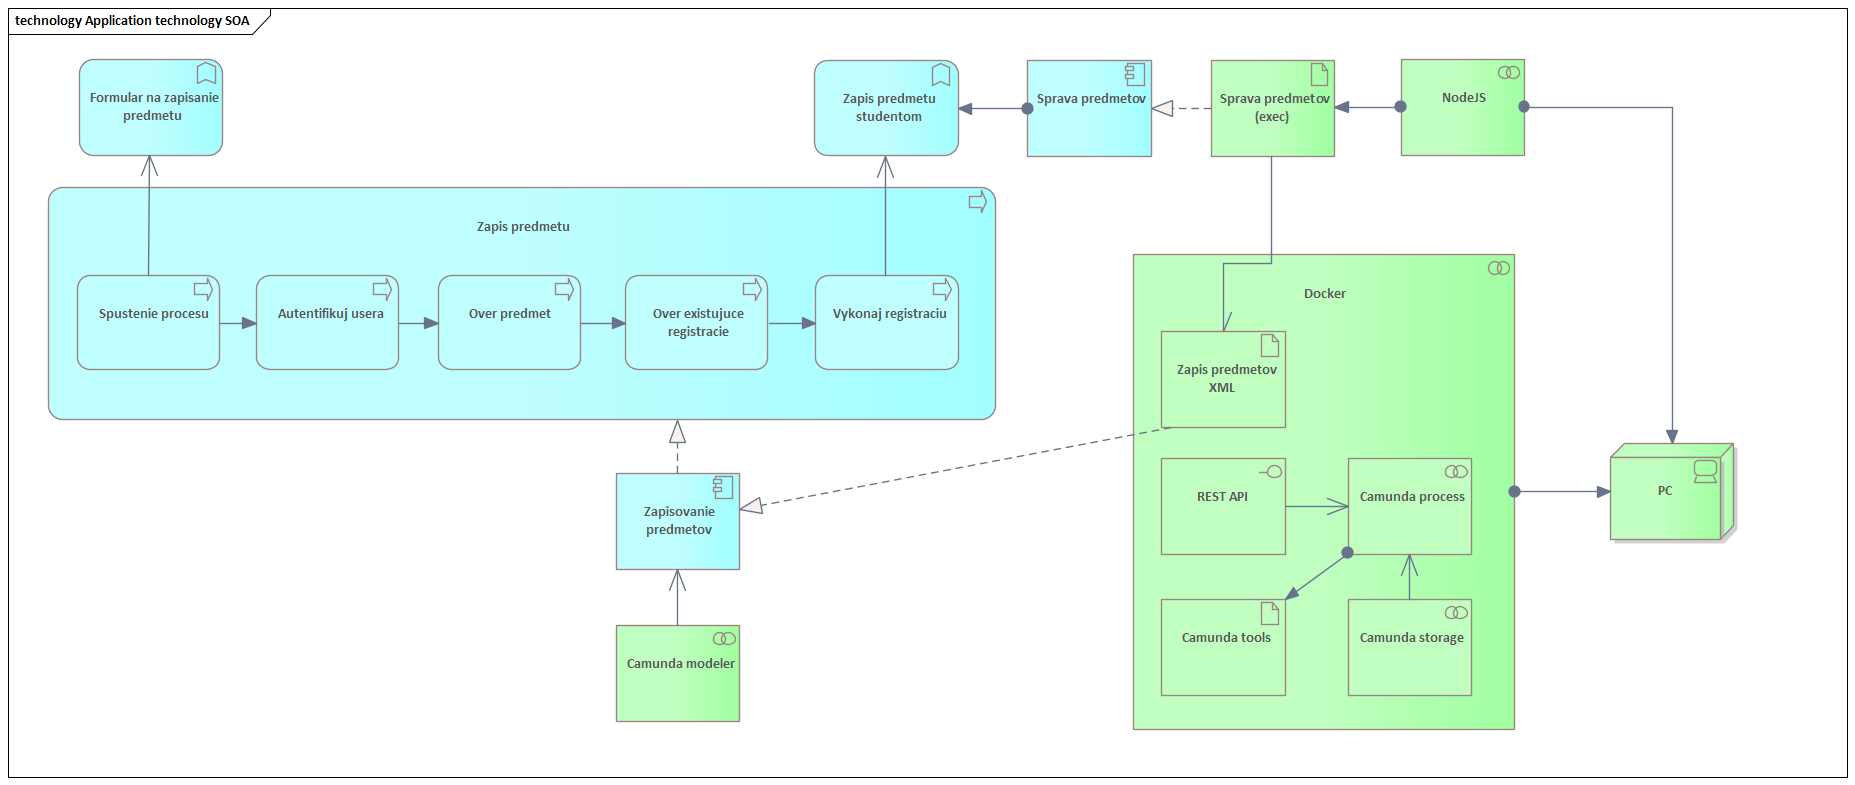 technology Application technology SOA
Formular na zapisanie
predmetu
Zapis predmetu
studentom
Sprava predmetov
Sprava predmetov
(exec)
NodeJS
Zapis predmetu
Spustenie procesu
Autentifikuj usera
Over predmet
Over existujuce
registracie
Vykonaj registraciu
Docker
Zapis predmetov
XML
REST API
Camunda process
Camunda tools
Camunda storage
PC
Zapisovanie
predmetov
Camunda modeler